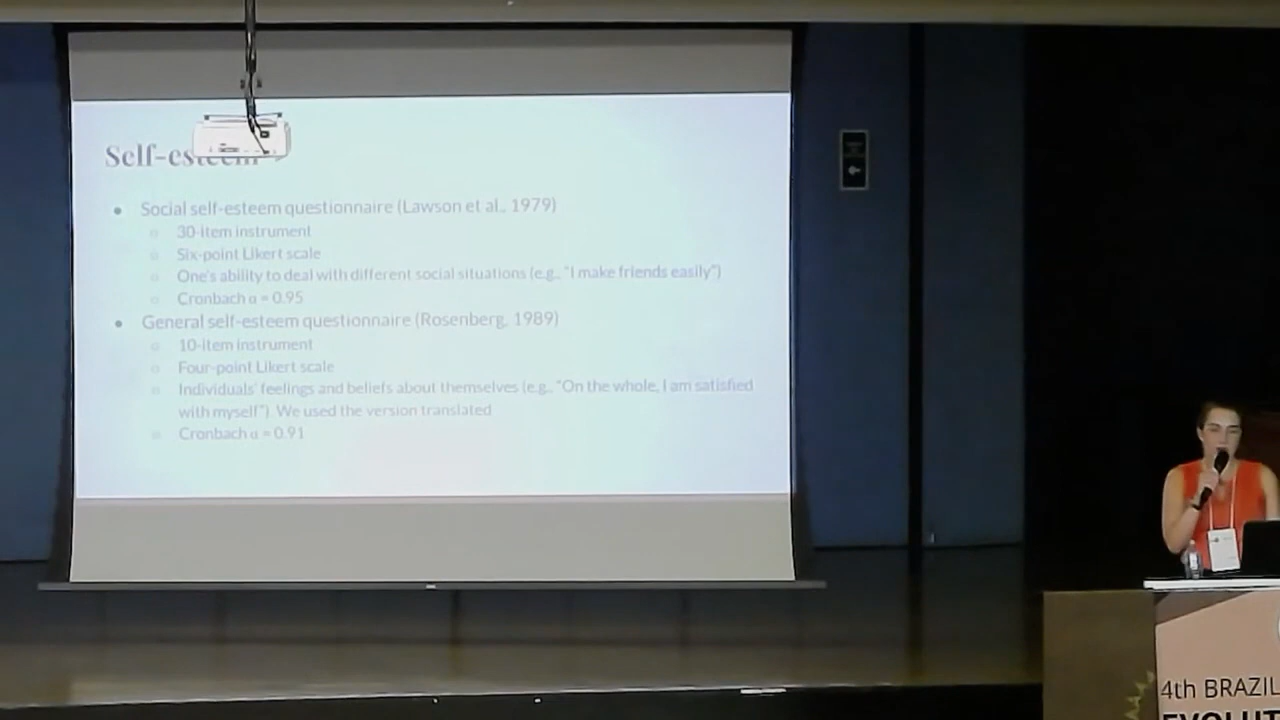 Self-esteem
Social self-esteem questionnaire (Lawson et al., 1979)
30-item instrument
Six-point Likert scale
One's ability to deal with different social situations (e.g., "I make friends easily")
Cronbach α = 0.95
General self-esteem questionnaire (Rosenberg, 1989)
10-item instrument
Four-point Likert scale
Individuals' feelings and beliefs about themselves (e.g., "On the whole, I am satisfied
with myself"). We used the version translated
Cronbach α = 0.91
4th BRAZIL
EVOLUT